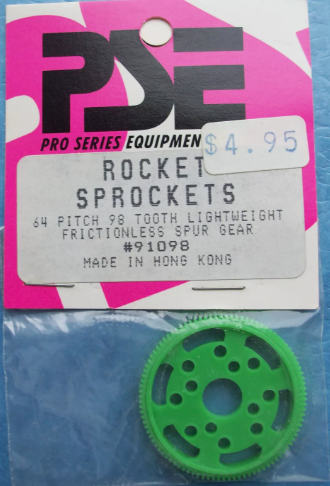 PSE
PRO SERIES EQUIPMEN
$4.95
ROCKET
SPROCKETS
64 PITCH 98 TOOTH LIGHTWEIGHT
FRICTIONLESS SPUR GEAR
#91098
MADE IN HONG KONG